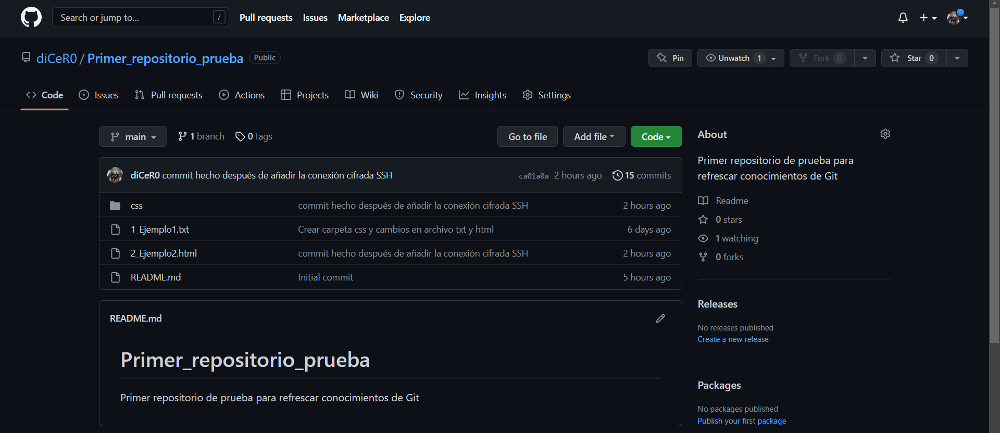 Search or jump to... /
Pull requests Issues Marketplace Explore
diCeR0 / Primer_repositorio_prueba Public
Pin Unwatch 1 Fork 0 Star 0
Code Issues Pull requests Actions Projects Wiki Security Insights Settings
main 1 branch 0 tags Go to file Add file Code
diCeR0 commit hecho después de añadir la conexión cifrada SSH ca01a0a 2 hours ago 15 commits
css commit hecho después de añadir la conexión cifrada SSH 2 hours ago
1_Ejemplo1.txt Crear carpeta css y cambios en archivo txt y html 6 days ago
2_Ejemplo2.html commit hecho después de añadir la conexión cifrada SSH 2 hours ago
README.md Initial commit 5 hours ago
README.md
Primer_repositorio_prueba
Primer repositorio de prueba para refrescar conocimientos de Git
About
Primer repositorio de prueba para
refrescar conocimientos de Git
Readme
0 stars
1 watching
0 forks
Releases
No releases published
Create a new release
Packages
No packages published
Publish your first package